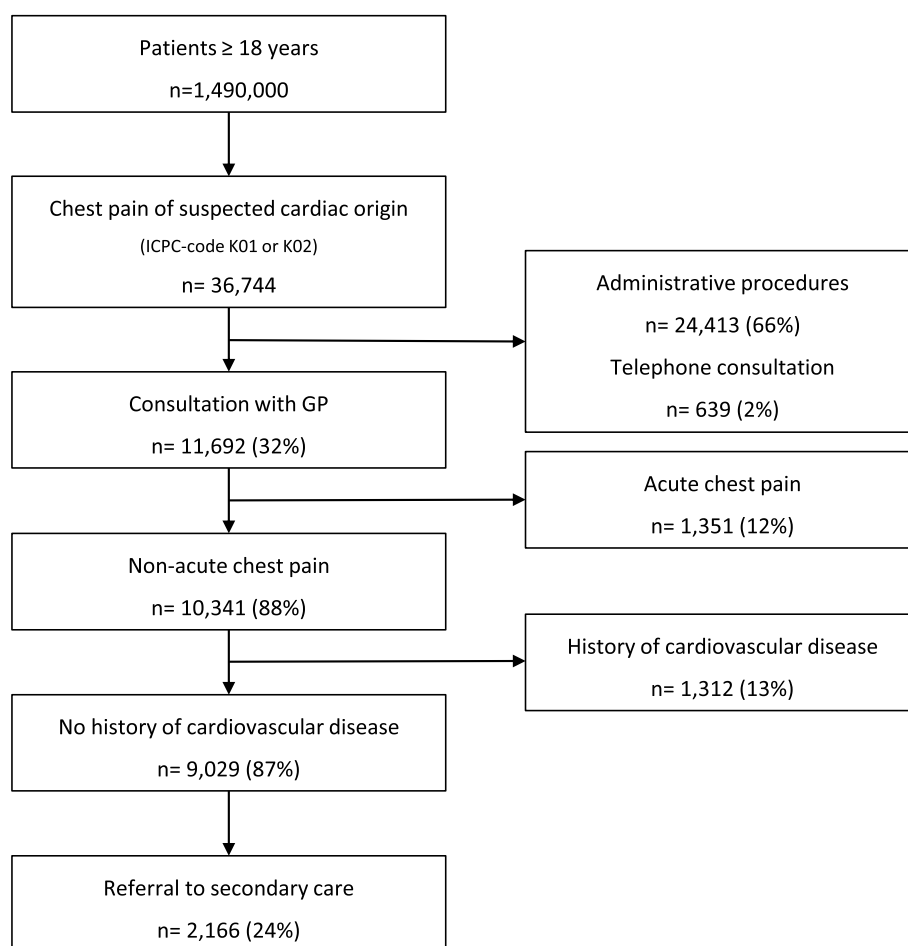 Patients ≥ 18 years
n=1,490,000
Chest pain of suspected cardiac origin
(ICPC-code K01 or K02)
n= 36,744
Administrative procedures
n= 24,413 (66%)
Telephone consultation
n= 639 (2%)
Consultation with GP
n= 11,692 (32%)
Acute chest pain
n= 1,351 (12%)
Non-acute chest pain
n= 10,341 (88%)
History of cardiovascular disease
n= 1,312 (13%)
No history of cardiovascular disease
n= 9,029 (87%)
Referral to secondary care
n= 2,166 (24%)